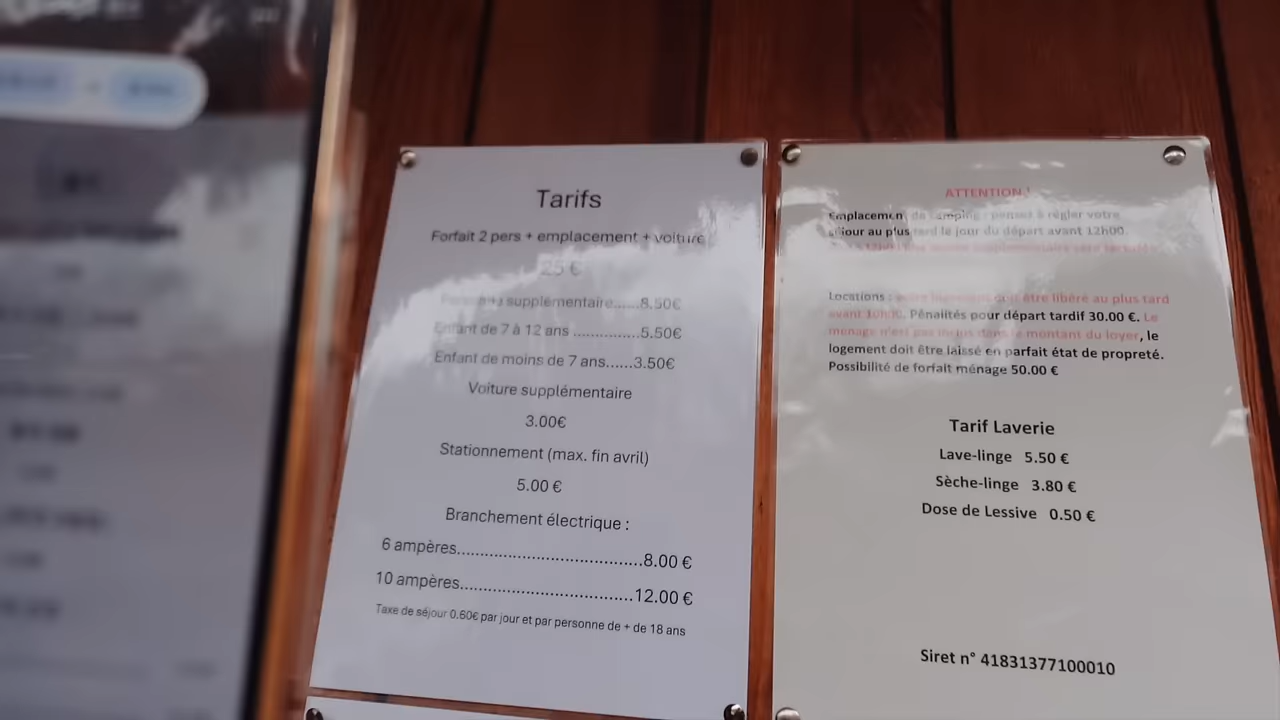 Tarifs
Forfait 2 pers + emplacement + voiture
25 €
supplémentaire......8.50€
Enfant de 7 à 12 ans ..............5.50€
Enfant de moins de 7 ans......3.50€
Voiture supplémentaire
3.00€
Stationnement (max. fin avril)
5.00 €
Branchement électrique :
6 ampères.......................................8.00 €
10 ampères....................................12.00 €
Taxe de séjour 0.60€ par jour et par personne de + de 18 ans
ATTENTION !
Emplacement de camping : pensez à régler votre
séjour au plus tard le jour du départ avant 12h00.
Locations : doit être libéré au plus tard
avant 10h00. Pénalités pour départ tardif 30.00 €. Le
ménage n'est pas inclus dans le montant du loyer, le
logement doit être laissé en parfait état de propreté.
Possibilité de forfait ménage 50.00 €
Tarif Laverie
Lave-linge 5.50 €
Sèche-linge 3.80 €
Dose de Lessive 0.50 €
Siret n° 41831377100010